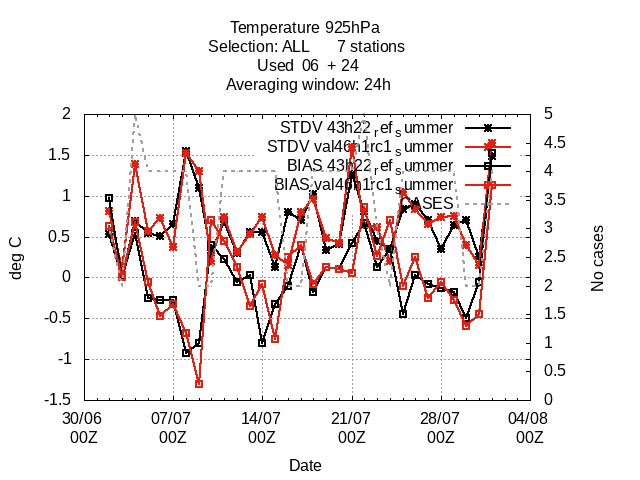 Temperature 925hPa
Selection: ALL 7 stations
Used 06 + 24
Averaging window: 24h
STDV 43h22_ref_summer
STDV val46h1rc1_summer
BIAS 43h22_ref_summer
BIAS val46h1rc1_summer
CASES
deg C
2
1.5
1
0.5
0
-0.5
-1
-1.5
No cases
5
4.5
4
3.5
3
2.5
2
1.5
1
0.5
0
30/06 07/07 14/07 21/07 28/07 04/08
00Z 00Z 00Z 00Z 00Z 00Z
Date